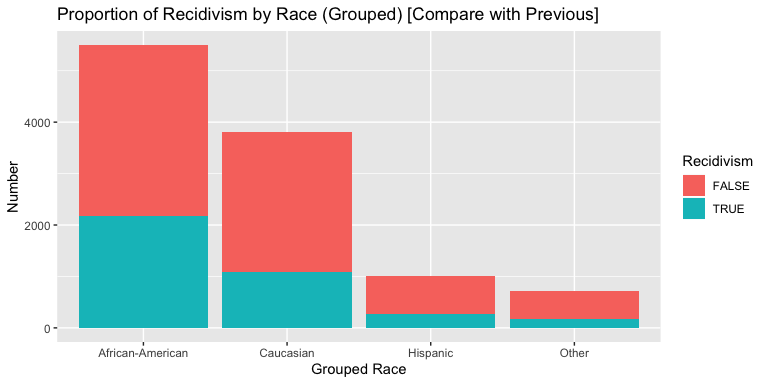 Proportion of Recidivism by Race (Grouped) [Compare with Previous]
Number
4000
2000
0
African-American Caucasian Hispanic Other
Grouped Race
Recidivism
FALSE
TRUE